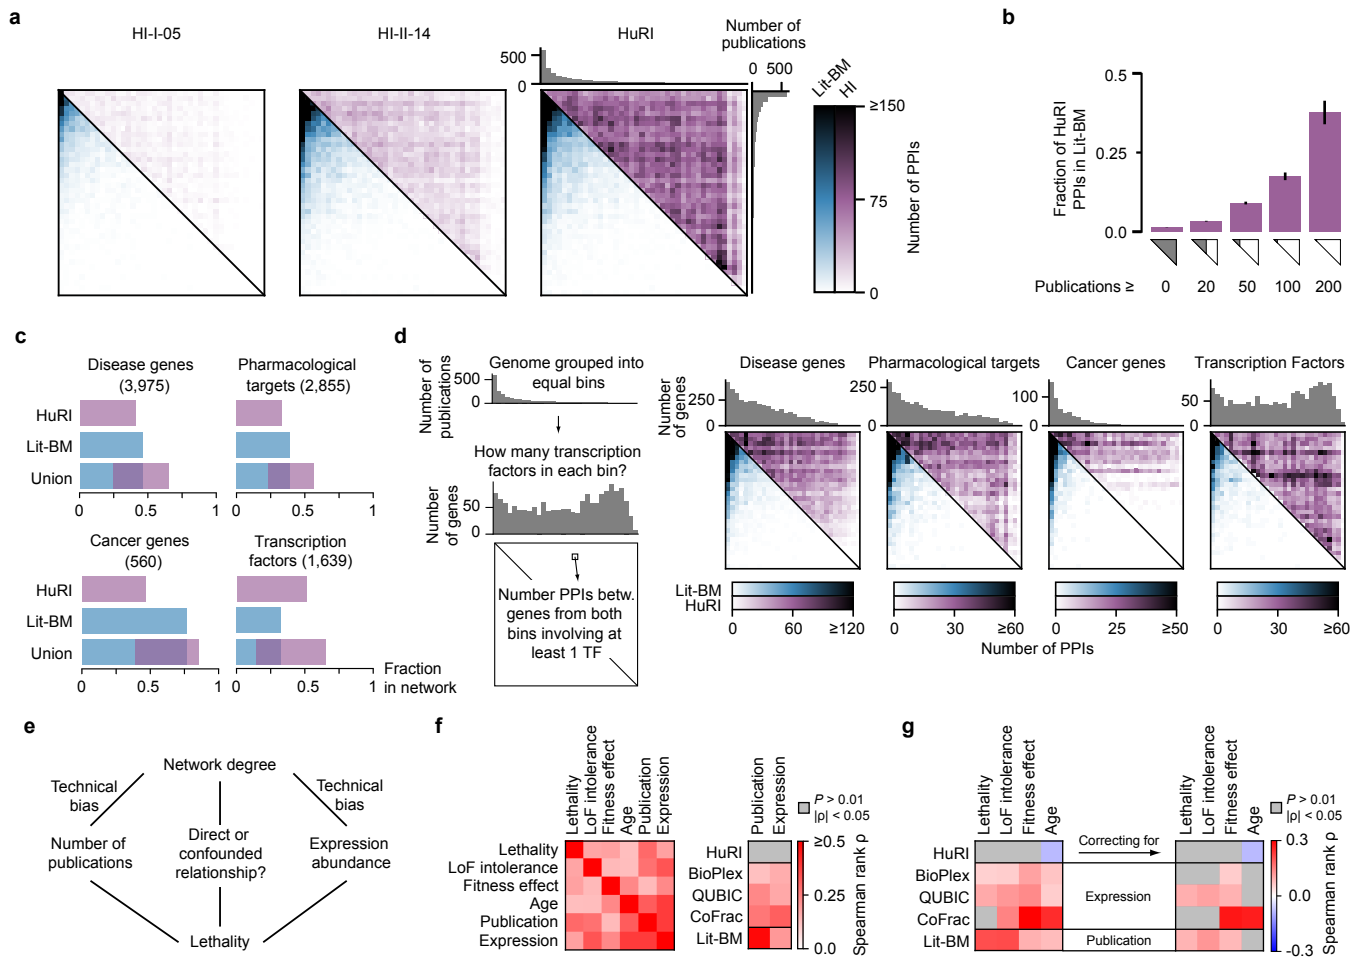 a
HI-I-05
HI-II-14
HuRI
500
0
Number of
publications
0 500
Lit-BM
HI
≥150
75
0
Number of PPIs
b
Fraction of HuRI
PPIs in Lit-BM
0.5
0.25
0.0
Publications ≥ 0 20 50 100 200
c
Disease genes
(3,975)
HuRI
Lit-BM
Union
0 0.5 1
Pharmacological
targets (2,855)
0 0.5 1
Cancer genes
(560)
HuRI
Lit-BM
Union
0 0.5 1
Transcription
factors (1,639)
0 0.5 1
Fraction
in network
d
Number of
publications
500
0
Genome grouped into
equal bins
How many transcription
factors in each bin?
Number
of genes
50
0
Number PPIs betw.
genes from both
bins involving at
least 1 TF
Disease genes
Pharmacological targets
Cancer genes
Transcription Factors
Number
of genes
250
0
250
0
100
0
50
0
Lit-BM
HuRI
0 60 ≥120
0 30 ≥60
0 25 ≥50
0 30 ≥60
Number of PPIs
e
Network degree
Technical
bias
Technical
bias
Number of
publications
Direct or
confounded
relationship?
Expression
abundance
Lethality
f
Lethality
LoF intolerance
Fitness effect
Age
Publication
Expression
Lethality
LoF intolerance
Fitness effect
Age
Publication
Expression
Publication
Expression
HuRI
BioPlex
QUBIC
CoFrac
Lit-BM
P > 0.01
|ρ| < 0.05
≥0.5
0.25
0.0
Spearman rank ρ
g
Lethality
LoF intolerance
Fitness effect
Age
HuRI
BioPlex
QUBIC
CoFrac
Lit-BM
Correcting for
Expression
Publication
Lethality
LoF intolerance
Fitness effect
Age
P > 0.01
|ρ| < 0.05
0.3
0.0
-0.3
Spearman rank ρ